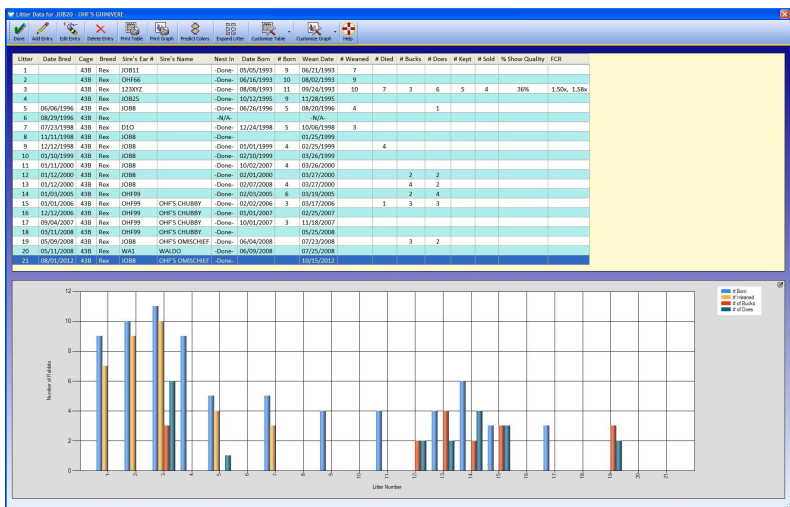 Litter Data for JOB20 - OHF'S GUINIVERE
Done Add Entry Edit Entry Delete Entry Print Table Print Graph Predict Colors Expand Litter Customize Table Customize Graph Help
Litter Date Bred Cage Breed Sire's Ear # Sire's Name Nest In Date Born # Born Wean Date # Weaned # Died # Bucks # Does # Kept # Sold % Show Quality FCR
1 43B Rex JOB11 -Done- 05/05/1993 9 06/21/1993 7
2 43B Rex OHF66 -Done- 06/16/1993 10 08/02/1993 9
3 43B Rex 123XYZ -Done- 08/08/1993 11 09/24/1993 10 7 3 6 5 4 36% 1.50x, 1.58x
4 43B Rex JOB25 -Done- 10/12/1995 9 11/28/1995
5 06/06/1996 43B Rex JOB8 -Done- 06/26/1996 5 08/20/1996 4 1
6 08/29/1996 43B Rex -N/A- -N/A-
7 07/23/1998 43B Rex D1O -Done- 12/24/1998 5 10/06/1998 3
8 11/11/1998 43B Rex JOB8 -Done- 01/25/1999
9 12/12/1998 43B Rex JOB8 -Done- 01/01/1999 4 02/25/1999 4
10 01/10/1999 43B Rex JOB8 -Done- 02/10/1999 03/26/1999
11 01/11/2000 43B Rex JOB8 -Done- 10/02/2007 4 03/26/2000
12 01/12/2000 43B Rex JOB8 -Done- 02/01/2000 03/27/2000 2 2
13 01/12/2000 43B Rex JOB8 -Done- 02/07/2008 4 03/27/2000 4 2
14 01/03/2005 43B Rex OHF99 -Done- 02/03/2005 6 03/19/2005 2 4
15 01/01/2006 43B Rex OHF99 OHF'S CHUBBY -Done- 02/02/2006 3 03/17/2006 1 3 3
16 12/12/2006 43B Rex OHF99 OHF'S CHUBBY -Done- 01/01/2007 02/25/2007
17 09/04/2007 43B Rex OHF99 OHF'S CHUBBY -Done- 10/01/2007 3 11/18/2007
18 03/11/2008 43B Rex OHF99 OHF'S CHUBBY -Done- 05/25/2008
19 05/09/2008 43B Rex JOB8 OHF'S OMISCHIEF -Done- 06/04/2008 07/23/2008 3 2
20 05/11/2008 43B Rex WA1 WALDO -Done- 06/09/2008 07/25/2008
21 08/01/2012 43B Rex JOB8 OHF'S OMISCHIEF -Done- 10/15/2012
# Born
# Weaned
# of Bucks
# of Does
12
10
8
6
4
2
0
Number of Rabbits
1 2 3 4 5 6 7 8 9 10 11 12 13 14 15 16 17 18 19 20 21
Litter Number